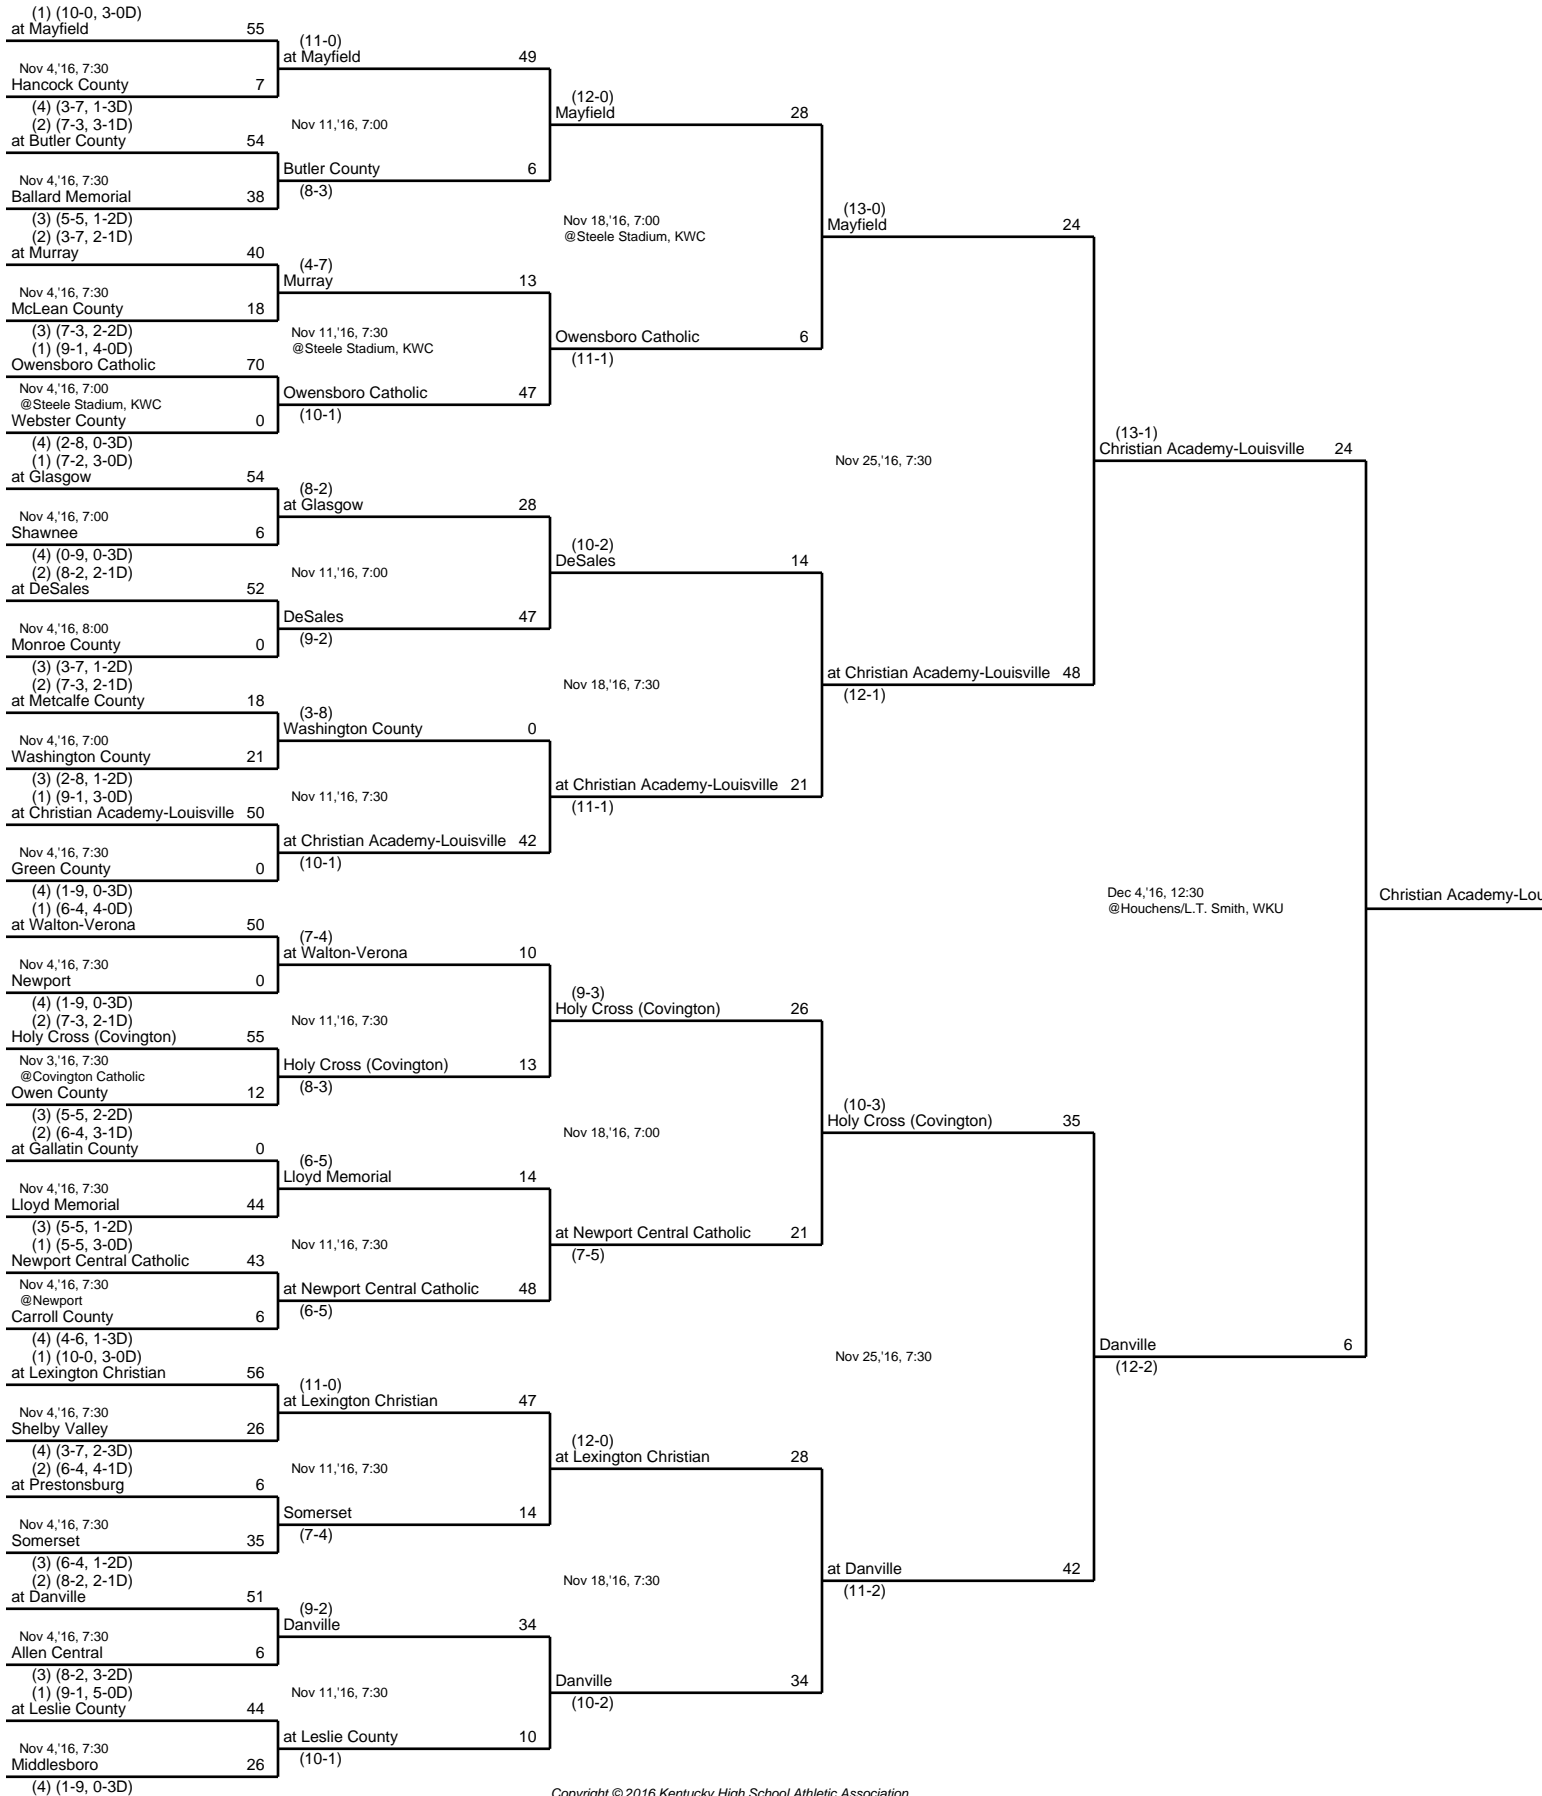 (1) (10-0, 3-0D)
at Mayfield 55
Nov 4,'16, 7:30
Hancock County 7
(4) (3-7, 1-3D)
(2) (7-3, 3-1D)
at Butler County 54
Nov 4,'16, 7:30
Ballard Memorial 38
(3) (5-5, 1-2D)
(2) (3-7, 2-1D)
at Murray 40
Nov 4,'16, 7:30
McLean County 18
(3) (7-3, 2-2D)
(1) (9-1, 4-0D)
Owensboro Catholic 70
Nov 4,'16, 7:00
@Steele Stadium, KWC
Webster County 0
(4) (2-8, 0-3D)
(1) (7-2, 3-0D)
at Glasgow 54
Nov 4,'16, 7:00
Shawnee 6
(4) (0-9, 0-3D)
(2) (8-2, 2-1D)
at DeSales 52
Nov 4,'16, 8:00
Monroe County 0
(3) (3-7, 1-2D)
(2) (7-3, 2-1D)
at Metcalfe County 18
Nov 4,'16, 7:00
Washington County 21
(3) (2-8, 1-2D)
(1) (9-1, 3-0D)
at Christian Academy-Louisville 50
Nov 4,'16, 7:30
Green County 0
(4) (1-9, 0-3D)
(1) (6-4, 4-0D)
at Walton-Verona 50
Nov 4,'16, 7:30
Newport 0
(4) (1-9, 0-3D)
(2) (7-3, 2-1D)
Holy Cross (Covington) 55
Nov 3,'16, 7:30
@Covington Catholic
Owen County 12
(3) (5-5, 2-2D)
(2) (6-4, 3-1D)
at Gallatin County 0
Nov 4,'16, 7:30
Lloyd Memorial 44
(3) (5-5, 1-2D)
(1) (5-5, 3-0D)
Newport Central Catholic 43
Nov 4,'16, 7:30
@Newport
Carroll County 6
(4) (4-6, 1-3D)
(1) (10-0, 3-0D)
at Lexington Christian 56
Nov 4,'16, 7:30
Shelby Valley 26
(4) (3-7, 2-3D)
(2) (6-4, 4-1D)
at Prestonsburg 6
Nov 4,'16, 7:30
Somerset 35
(3) (6-4, 1-2D)
(2) (8-2, 2-1D)
at Danville 51
Nov 4,'16, 7:30
Allen Central 6
(3) (8-2, 3-2D)
(1) (9-1, 5-0D)
at Leslie County 44
Nov 4,'16, 7:30
Middlesboro 26
(4) (1-9, 0-3D)
(11-0)
at Mayfield 49
Nov 11,'16, 7:00
Butler County 6
(8-3)
(4-7)
Murray 13
Nov 11,'16, 7:30
@Steele Stadium, KWC
Owensboro Catholic 47
(10-1)
(8-2)
at Glasgow 28
Nov 11,'16, 7:00
DeSales 47
(9-2)
(3-8)
Washington County 0
Nov 11,'16, 7:30
at Christian Academy-Louisville 42
(10-1)
(7-4)
at Walton-Verona 10
Nov 11,'16, 7:30
Holy Cross (Covington) 13
(8-3)
(6-5)
Lloyd Memorial 14
Nov 11,'16, 7:30
at Newport Central Catholic 48
(6-5)
(11-0)
at Lexington Christian 47
Nov 11,'16, 7:30
Somerset 14
(7-4)
(9-2)
Danville 34
Nov 11,'16, 7:30
at Leslie County 10
(10-1)
(12-0)
Mayfield 28
Nov 18,'16, 7:00
@Steele Stadium, KWC
Owensboro Catholic 6
(11-1)
(10-2)
DeSales 14
Nov 18,'16, 7:30
at Christian Academy-Louisville 21
(11-1)
(9-3)
Holy Cross (Covington) 26
Nov 18,'16, 7:00
at Newport Central Catholic 21
(7-5)
(12-0)
at Lexington Christian 28
Nov 18,'16, 7:30
Danville 34
(10-2)
(13-0)
Mayfield 24
Nov 25,'16, 7:30
at Christian Academy-Louisville 48
(12-1)
(10-3)
Holy Cross (Covington) 35
Nov 25,'16, 7:30
at Danville 42
(11-2)
(13-1)
Christian Academy-Louisville 24
Dec 4,'16, 12:30
@Houchens/L.T. Smith, WKU
Danville 6
(12-2)
Christian Academy-Lou
Copyright © 2016 Kentucky High School Athletic Association